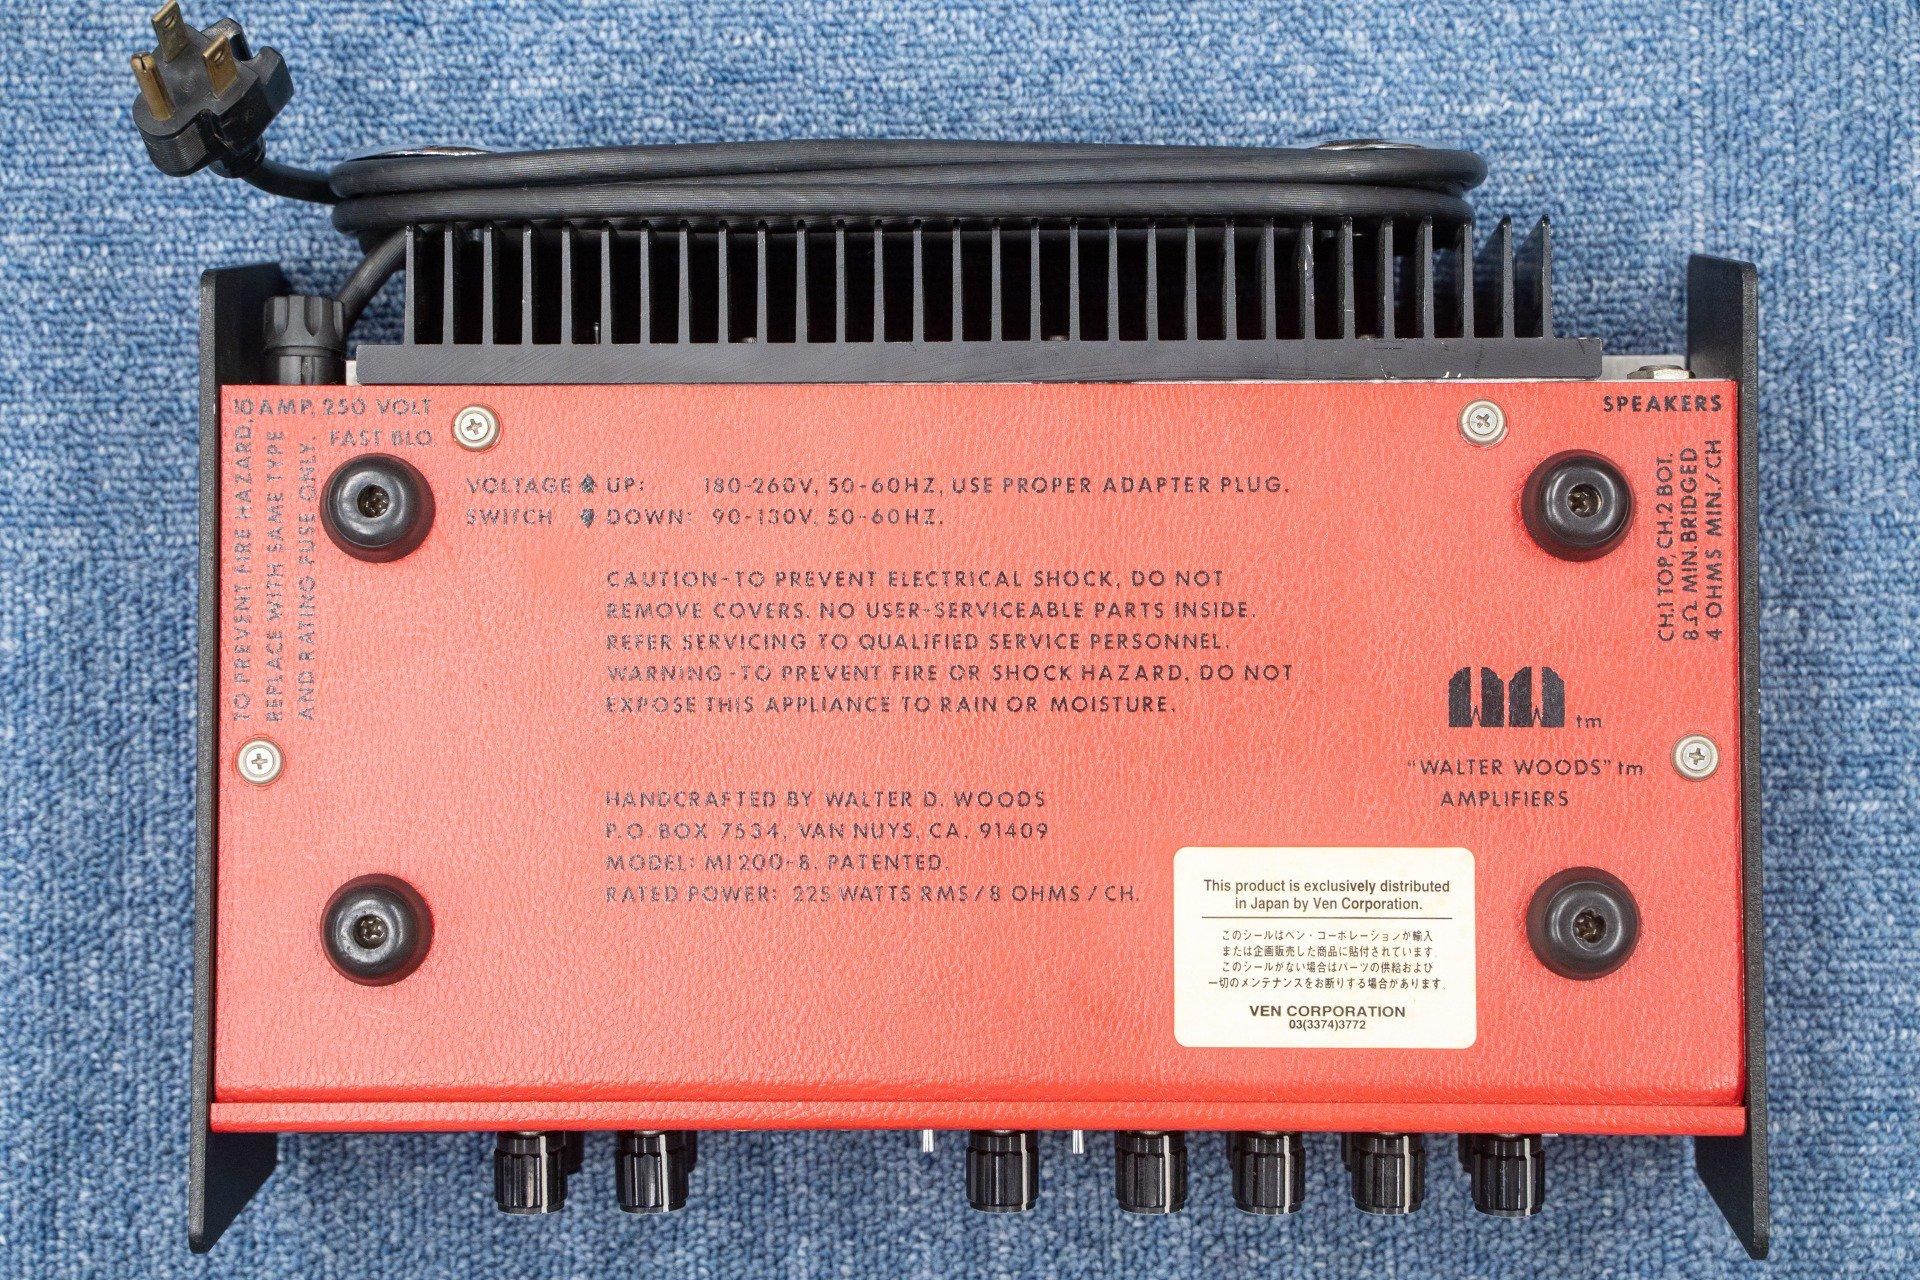 10 AMP. 250 VOLT
FAST BLO.
TO PREVENT FIRE HAZARD,
REPLACE WITH SAME TYPE
AND RATING FUSE ONLY.
VOLTAGE UP: 180-260V, 50-60HZ, USE PROPER ADAPTER PLUG.
SWITCH DOWN: 90-130V, 50-60HZ.
CAUTION-TO PREVENT ELECTRICAL SHOCK, DO NOT
REMOVE COVERS. NO USER-SERVICEABLE PARTS INSIDE.
REFER SERVICING TO QUALIFIED SERVICE PERSONNEL.
WARNING-TO PREVENT FIRE OR SHOCK HAZARD, DO NOT
EXPOSE THIS APPLIANCE TO RAIN OR MOISTURE.
HANDCRAFTED BY WALTER D. WOODS
P.O. BOX 7534, VAN NUYS, CA. 91409
MODEL: MI 200-8. PATENTED.
RATED POWER: 225 WATTS RMS/8 OHMS/CH.
SPEAKERS
CH.1 TOP, CH.2 BOT.
8Ω MIN. BRIDGED
4 OHMS MIN./CH
tm
"WALTER WOODS" tm
AMPLIFIERS
This product is exclusively distributed
in Japan by Ven Corporation.
このシールはベン・コーポレーションが輸入
または企画販売した商品に貼付されています.
このシールがない場合はパーツの供給および
一切のメンテナンスをお断りする場合があります.
VEN CORPORATION
03(3374)3772